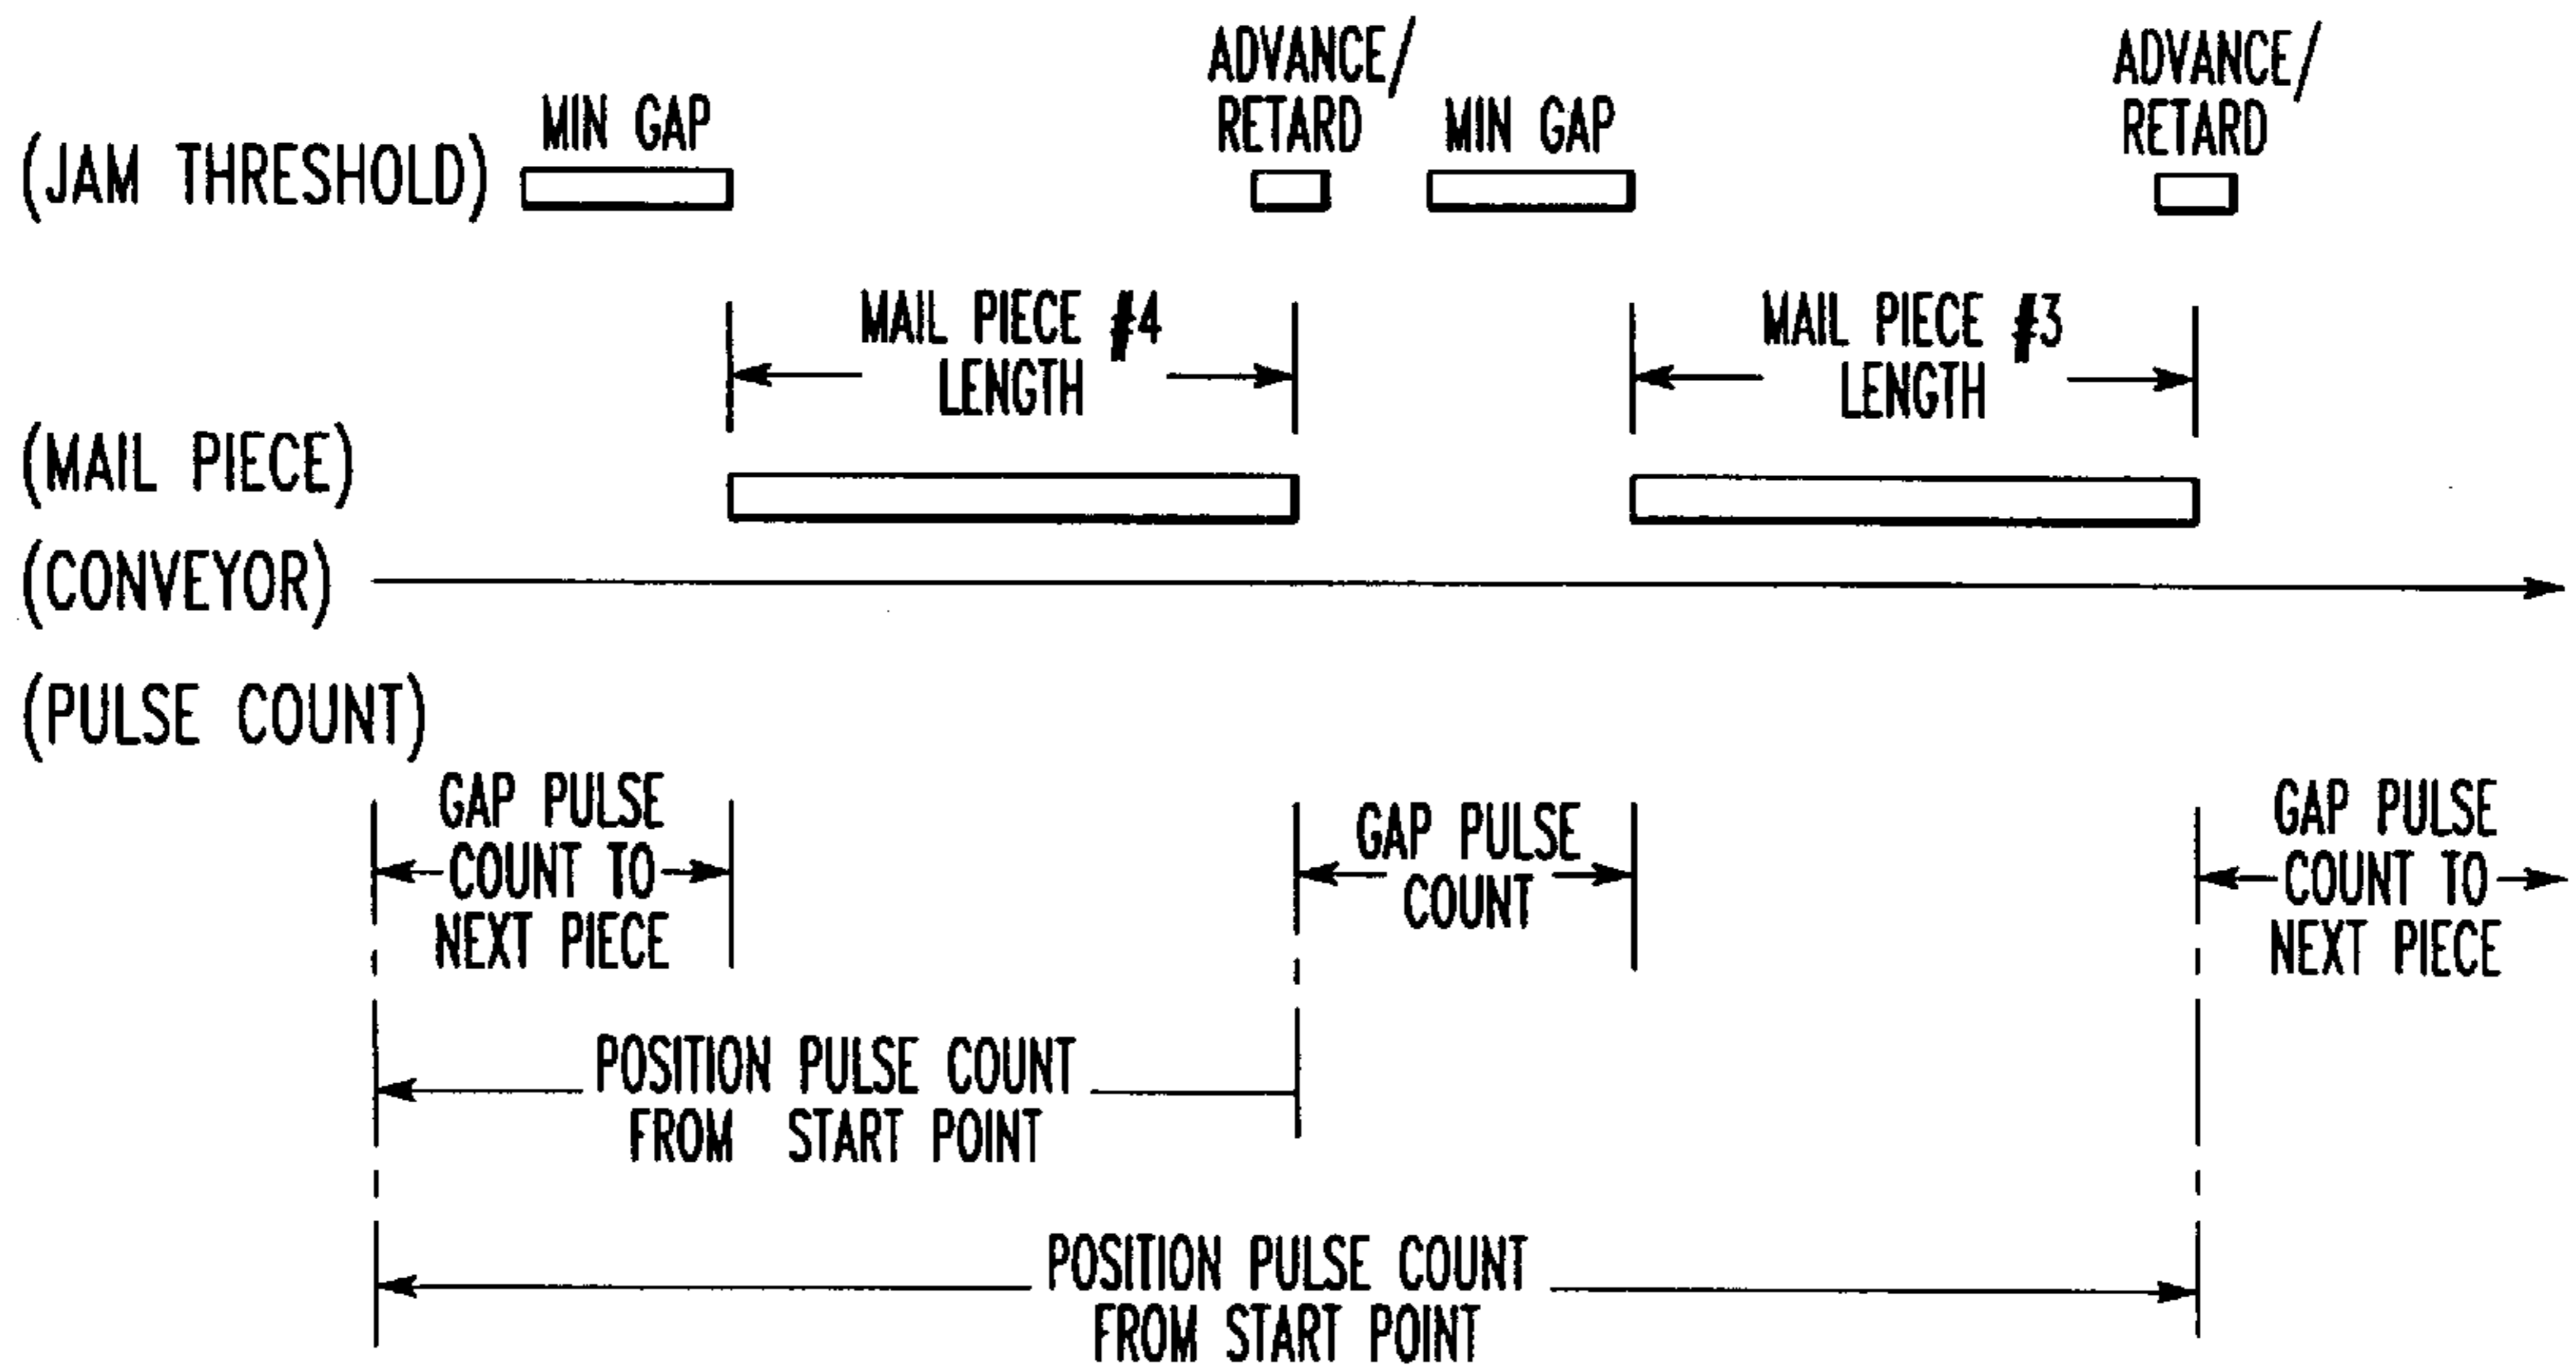 ADVANCE/
RETARD
ADVANCE/
RETARD
(JAM THRESHOLD)
MIN GAP
MIN GAP
MAIL PIECE #4
LENGTH
MAIL PIECE #3
LENGTH
(MAIL PIECE)
(CONVEYOR)
(PULSE COUNT)
GAP PULSE
COUNT TO
NEXT PIECE
GAP PULSE
COUNT
GAP PULSE
COUNT TO
NEXT PIECE
POSITION PULSE COUNT
FROM START POINT
POSITION PULSE COUNT
FROM START POINT